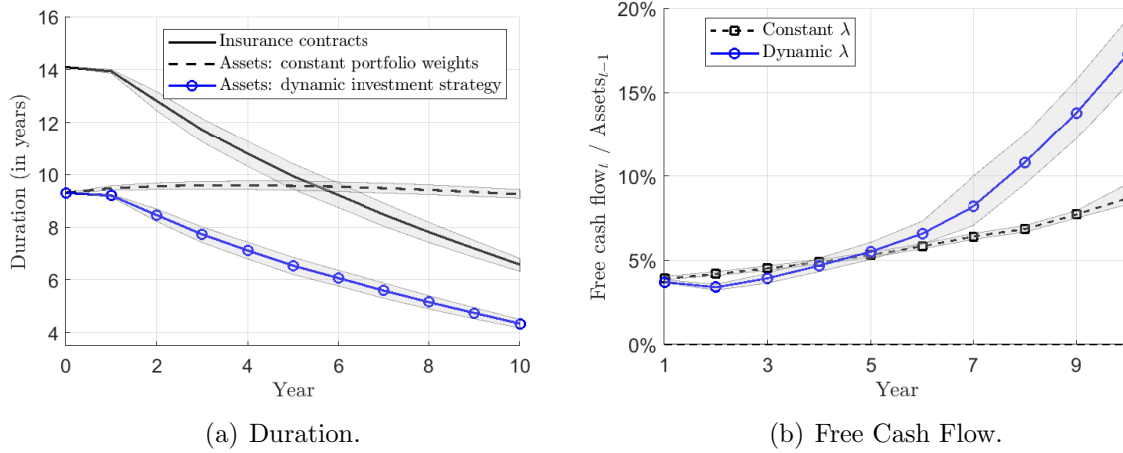 16
14
12
10
8
6
4
0
2
4
6
8
10
Duration (in years)
Year
Insurance contracts
Assets: constant portfolio weights
Assets: dynamic investment strategy
(a) Duration.
20%
15%
10%
5%
0%
1
3
5
7
9
Free cash flow_t / Assets_{t−1}
Year
Constant λ
Dynamic λ
(b) Free Cash Flow.